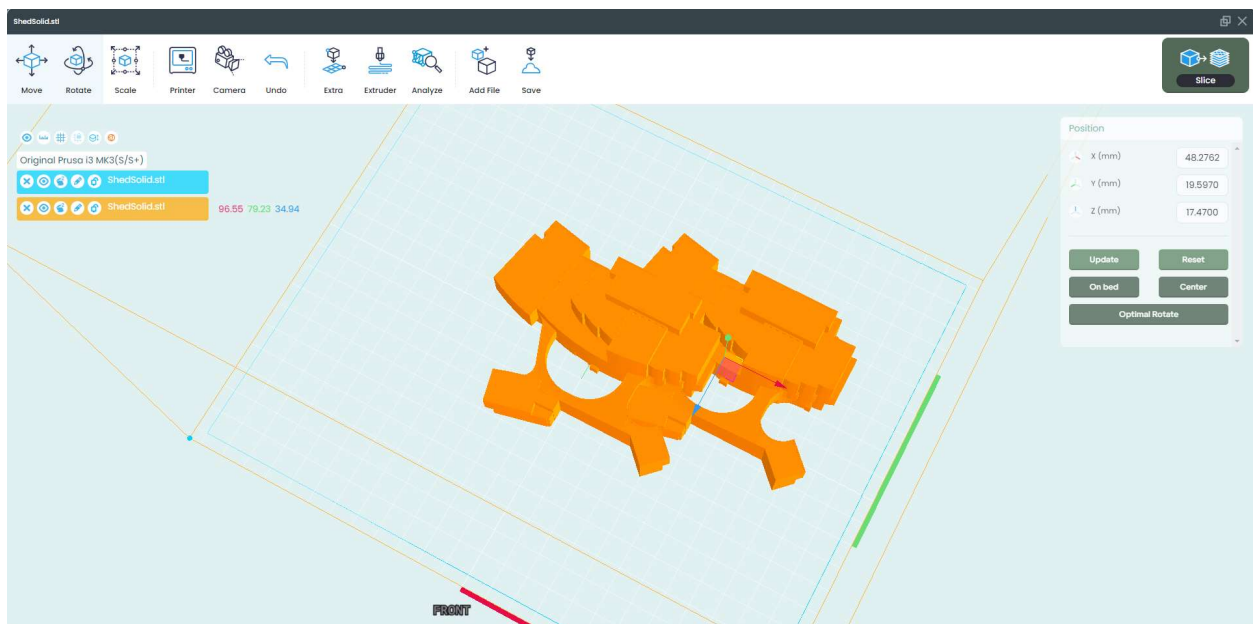 ShedSolid.stl
Move Rotate Scale Printer Camera Undo Extra Extruder Analyze Add File Save Slice
Original Prusa i3 MK3(S/S+)
ShedSolid.stl
ShedSolid.stl 96.55 79.23 34.94
Position
X (mm) 48.2762
Y (mm) 19.5970
Z (mm) 17.4700
Update Reset
On bed Center
Optimal Rotate
FRONT